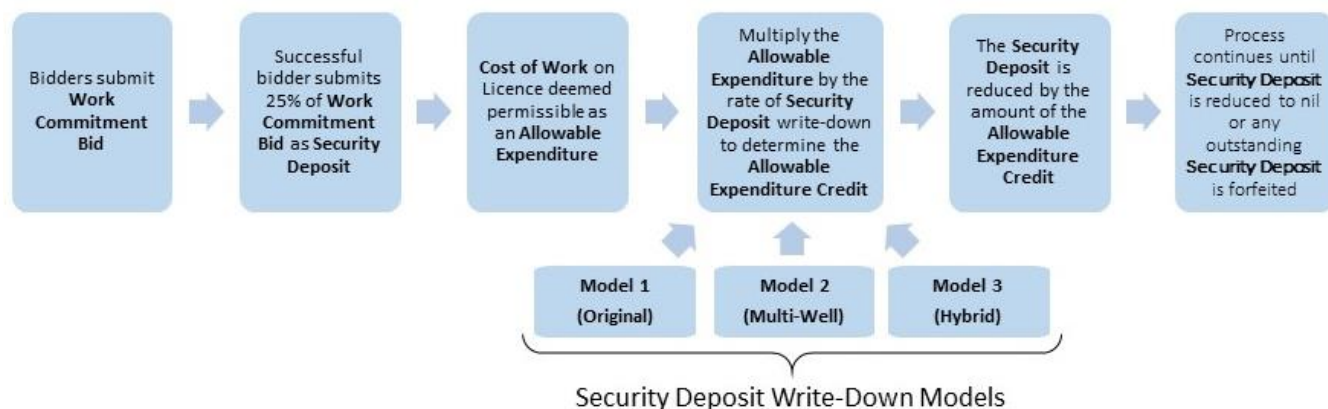 Bidders submit
Work
Commitment
Bid
Successful
bidder submits
25% of Work
Commitment
Bid as Security
Deposit
Cost of Work on
Licence deemed
permissible as
an Allowable
Expenditure
Multiply the
Allowable
Expenditure by the
rate of Security
Deposit write-down
to determine the
Allowable
Expenditure Credit
The Security
Deposit is
reduced by the
amount of the
Allowable
Expenditure
Credit
Process
continues until
Security Deposit
is reduced to nil
or any
outstanding
Security Deposit
is forfeited
Model 1
(Original)
Model 2
(Multi-Well)
Model 3
(Hybrid)
Security Deposit Write-Down Models